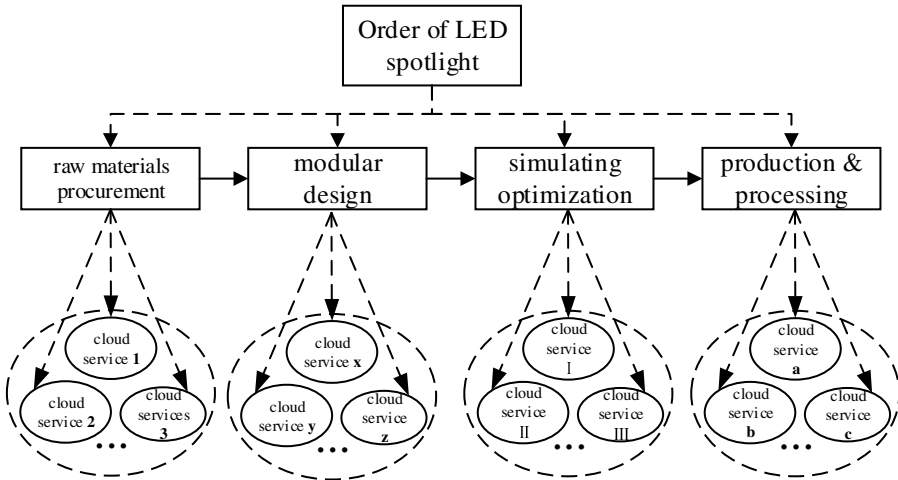 Order of LED
spotlight
raw materials
procurement
modular
design
simulating
optimization
production &
processing
cloud
service 1
cloud
service 2
cloud
services
3
...
cloud
service x
cloud
service y
cloud
service
z
...
cloud
service
I
cloud
service
II
cloud
service
III
...
cloud
service
a
cloud
service
b
cloud
service
c
...